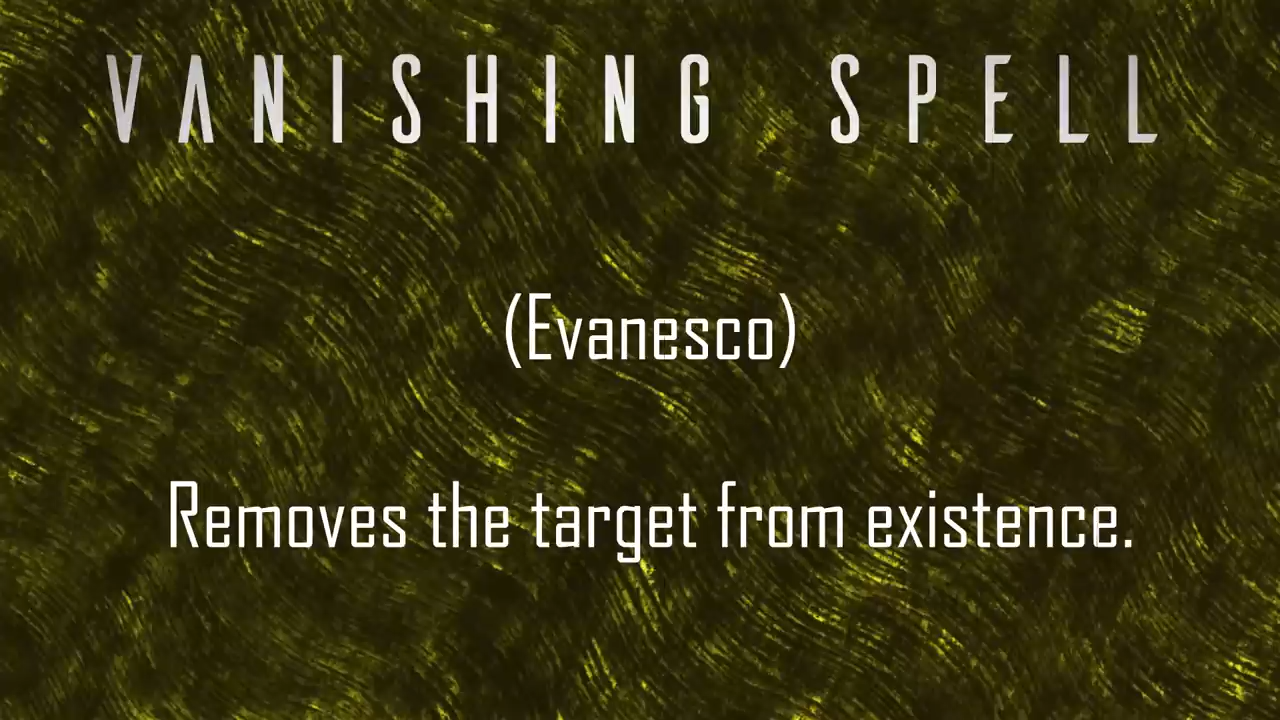 VANISHING SPELL
(Evanesco)
Removes the target from existence.